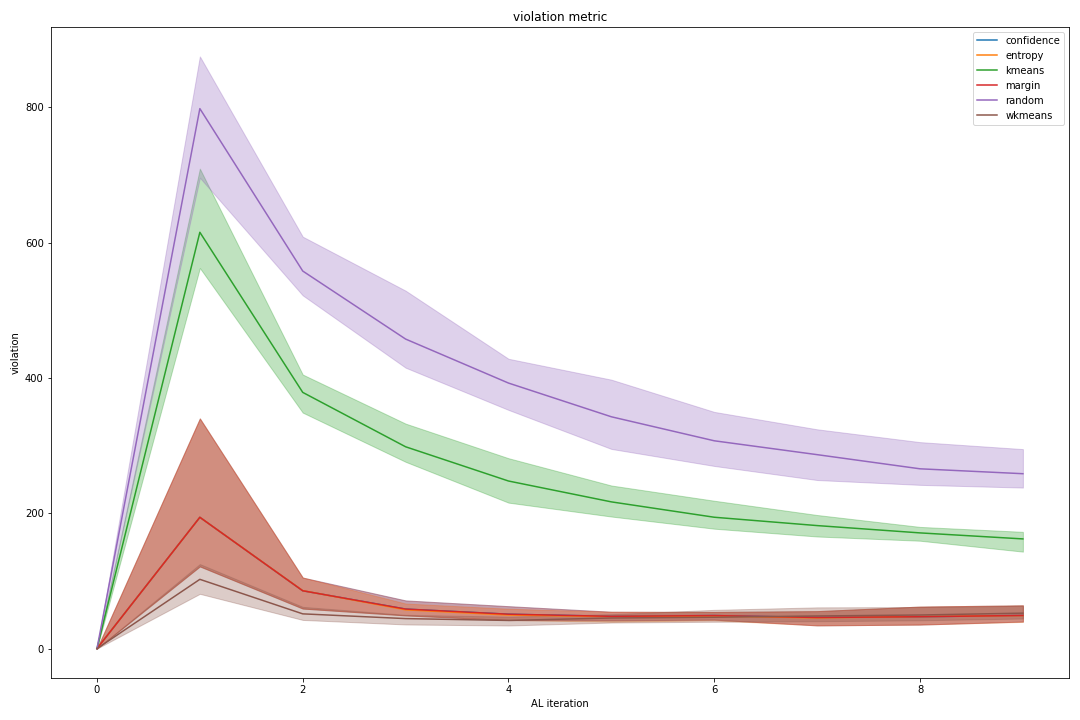 violation metric
confidence
entropy
kmeans
margin
random
wkmeans
800
600
400
200
0
violation
0 2 4 6 8
AL iteration